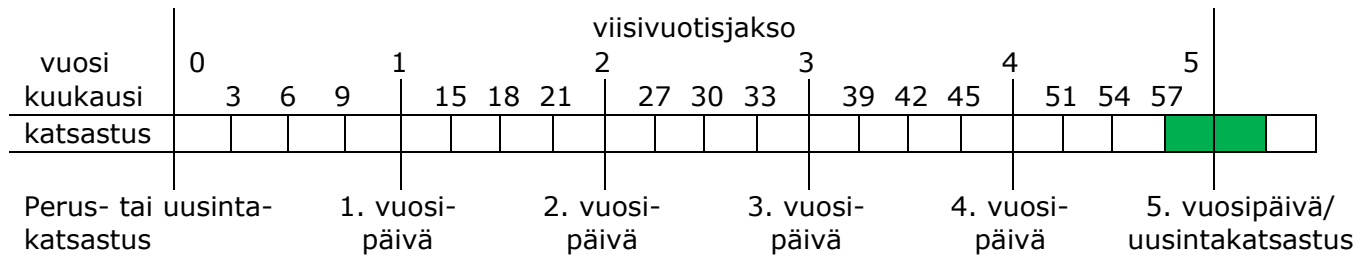 viisivuotisjakso
vuosi 0 1 2 3 4 5
kuukausi 3 6 9 15 18 21 27 30 33 39 42 45 51 54 57
katsastus
Perus- tai uusinta- 1. vuosi- 2. vuosi- 3. vuosi- 4. vuosi- 5. vuosipäivä/
katsastus päivä päivä päivä päivä uusintakatsastus